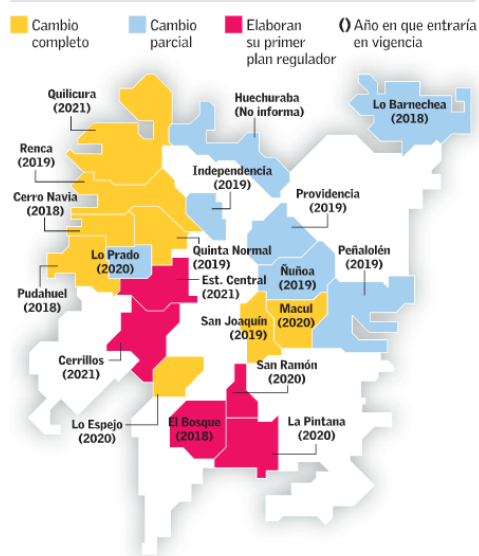 Cambio
completo
Cambio
parcial
Elaboran
su primer
plan regulador
() Año en que entraría
en vigencia
Quilicura
(2021)
Huechuraba
(No informa)
Lo Barnechea
(2018)
Renca
(2019)
Independencia
(2019)
Cerro Navia
(2018)
Providencia
(2019)
Lo Prado
(2020)
Quinta Normal
(2019)
Peñalolén
(2019)
Ñuñoa
(2019)
Pudahuel
(2018)
Est. Central
(2021)
San Joaquín
(2019)
Macul
(2020)
Cerrillos
(2021)
San Ramón
(2020)
Lo Espejo
(2020)
El Bosque
(2018)
La Pintana
(2020)